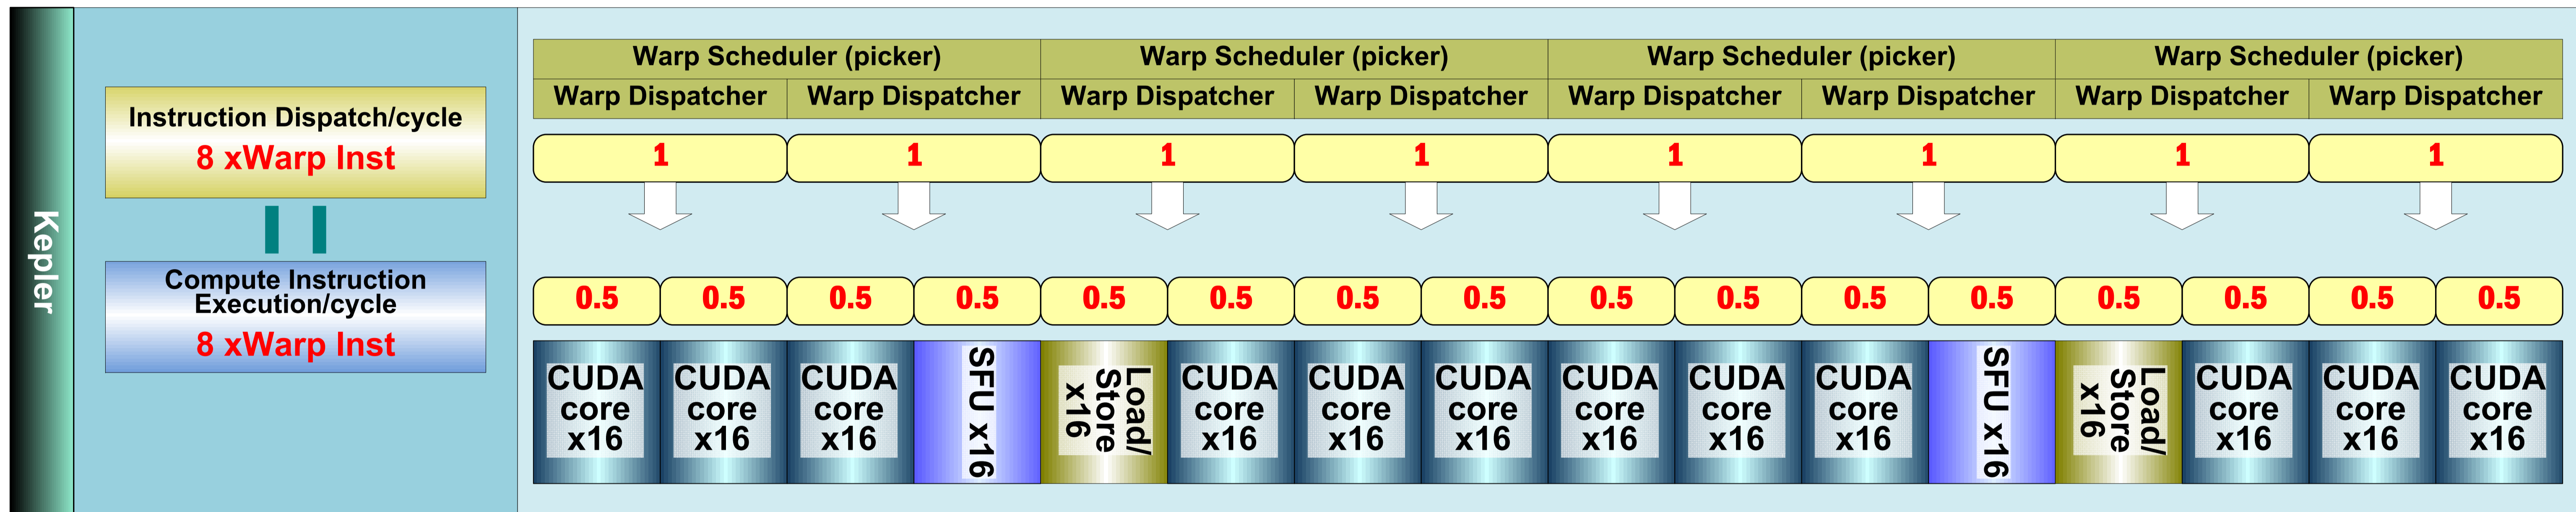 Kepler
Instruction Dispatch/cycle
8 xWarp Inst
Compute Instruction
Execution/cycle
8 xWarp Inst
Warp Scheduler (picker) Warp Scheduler (picker) Warp Scheduler (picker) Warp Scheduler (picker)
Warp Dispatcher Warp Dispatcher Warp Dispatcher Warp Dispatcher Warp Dispatcher Warp Dispatcher Warp Dispatcher Warp Dispatcher
1 1 1 1 1 1 1 1
0.5 0.5 0.5 0.5 0.5 0.5 0.5 0.5 0.5 0.5 0.5 0.5 0.5 0.5 0.5 0.5
CUDA
core
x16
CUDA
core
x16
CUDA
core
x16
SFU x16
Load/
Store
x16
CUDA
core
x16
CUDA
core
x16
CUDA
core
x16
CUDA
core
x16
CUDA
core
x16
CUDA
core
x16
SFU x16
Load/
Store
x16
CUDA
core
x16
CUDA
core
x16
CUDA
core
x16